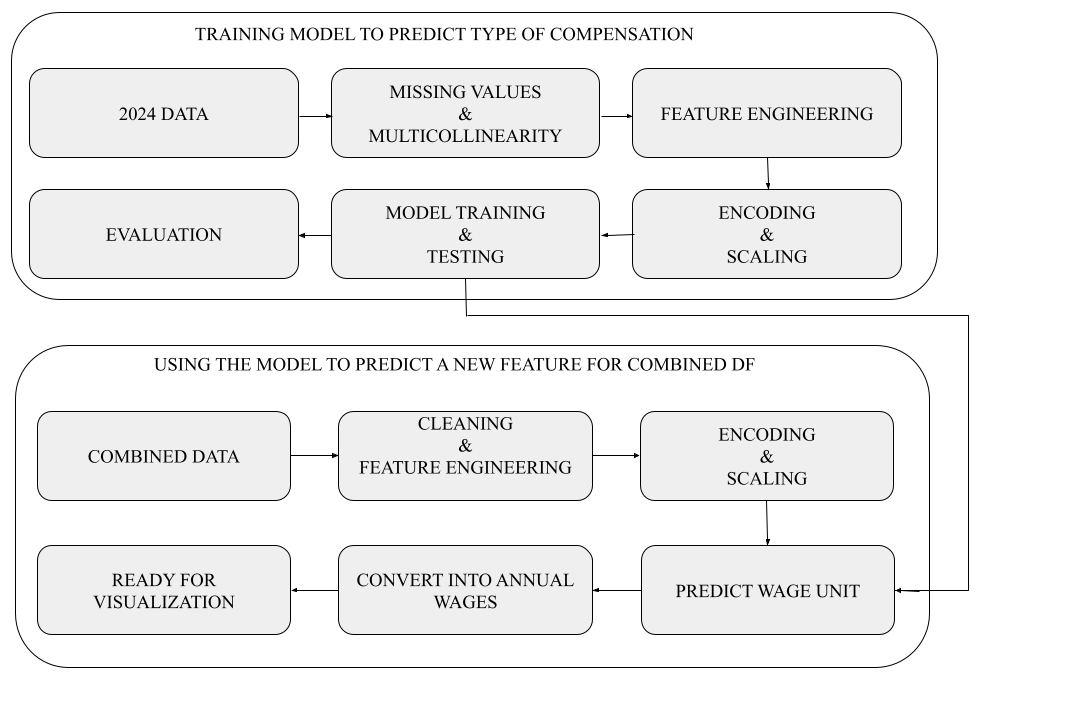 TRAINING MODEL TO PREDICT TYPE OF COMPENSATION
2024 DATA
MISSING VALUES
&
MULTICOLLINEARITY
FEATURE ENGINEERING
EVALUATION
MODEL TRAINING
&
TESTING
ENCODING
&
SCALING
USING THE MODEL TO PREDICT A NEW FEATURE FOR COMBINED DF
COMBINED DATA
CLEANING
&
FEATURE ENGINEERING
ENCODING
&
SCALING
READY FOR
VISUALIZATION
CONVERT INTO ANNUAL
WAGES
PREDICT WAGE UNIT